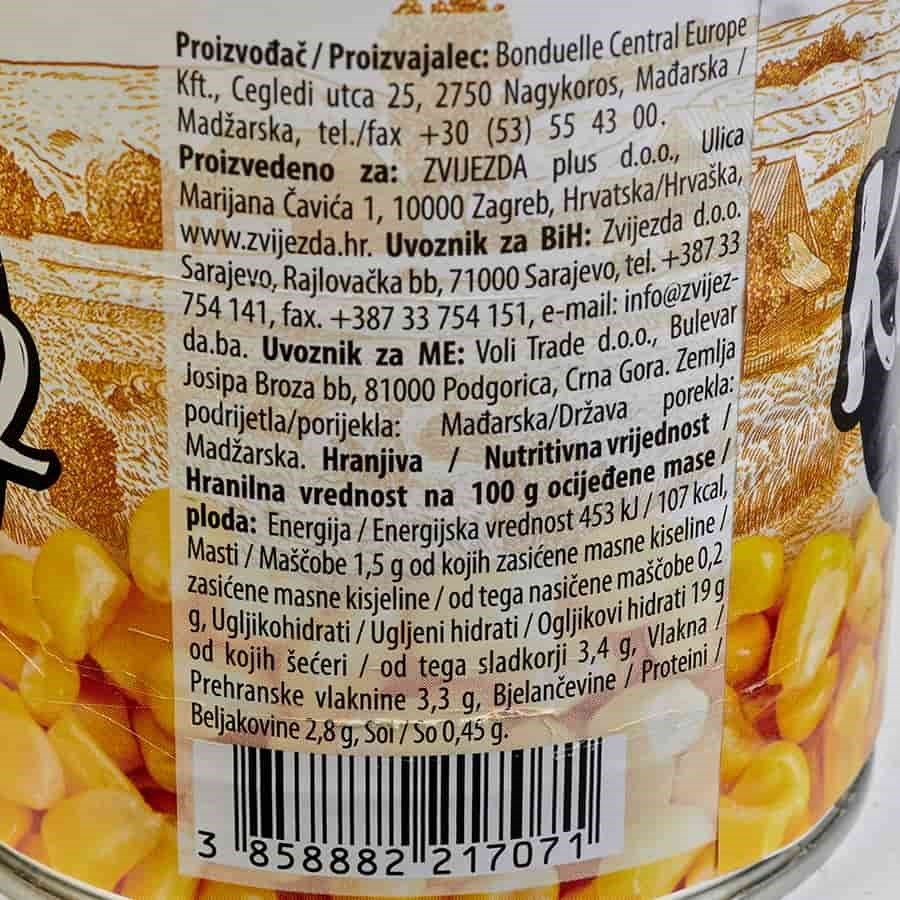 Proizvođač / Proizvajalec: Bonduelle Central Europe
Kft., Cegledi utca 25, 2750 Nagykoros, Mađarska /
Madžarska, tel./fax +30 (53) 55 43 00.
Proizvedeno za: ZVIJEZDA plus d.o.o., Ulica
Marijana Čavića 1, 10000 Zagreb, Hrvatska/Hrvaška,
www.zvijezda.hr. Uvoznik za BiH: Zvijezda d.o.o.
Sarajevo, Rajlovačka bb, 71000 Sarajevo, tel. +387 33
754 141, fax. +387 33 754 151, e-mail: info@zvijez-
da.ba. Uvoznik za ME: Voli Trade d.o.o., Bulevar
Josipa Broza bb, 81000 Podgorica, Crna Gora. Zemlja
podrijetla/porijekla: Mađarska/Država porekla:
Madžarska. Hranjiva / Nutritivna vrijednost /
Hranilna vrednost na 100 g ocijeđene mase /
ploda: Energija / Energijska vrednost 453 kJ / 107 kcal,
Masti / Maščobe 1,5 g od kojih zasićene masne kiseline /
zasićene masne kisjeline / od tega nasičene maščobe 0,2
g, Ugljikohidrati / Ugljeni hidrati / Ogljikovi hidrati 19 g
od kojih šećeri / od tega sladkorji 3,4 g, Vlakna /
Prehranske vlaknine 3,3 g, Bjelančevine / Proteini /
Beljakovine 2,8 g, Sol / So 0,45 g.
3 858882 217071